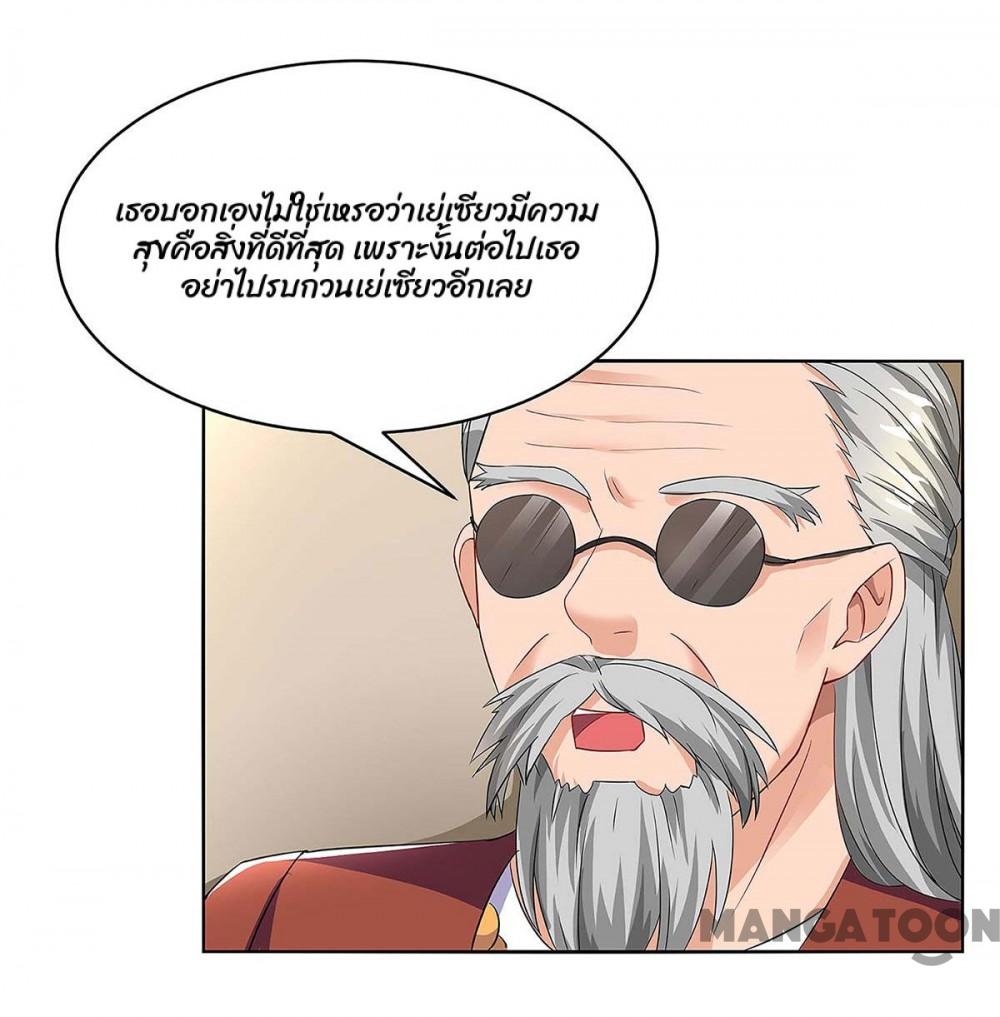 เธอบอกเองไม่ใช่เหรอว่าเย่เซียวมีความ
สุขคือสิ่งที่ดีที่สุด เพราะงั้นต่อไปเธอ
อย่าไปรบกวนเย่เซียวอีกเลย
MANGATOON